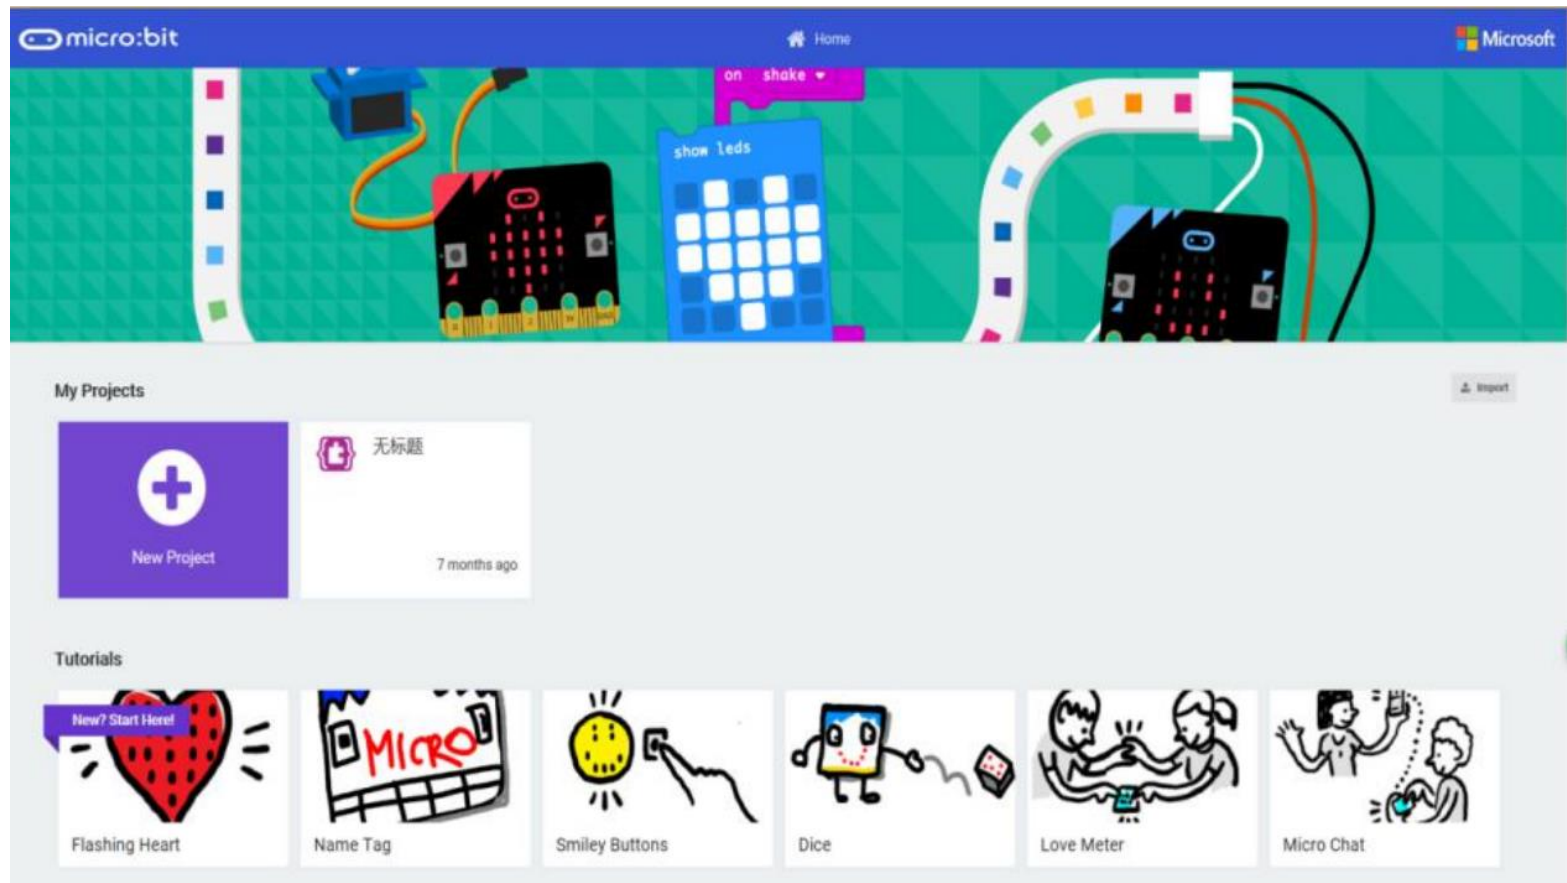 micro:bit
Home
Microsoft
on shake
show leds
My Projects
Import
New Project
无标题
7 months ago
Tutorials
New? Start Here!
MICRO
Flashing Heart
Name Tag
Smiley Buttons
Dice
Love Meter
Micro Chat